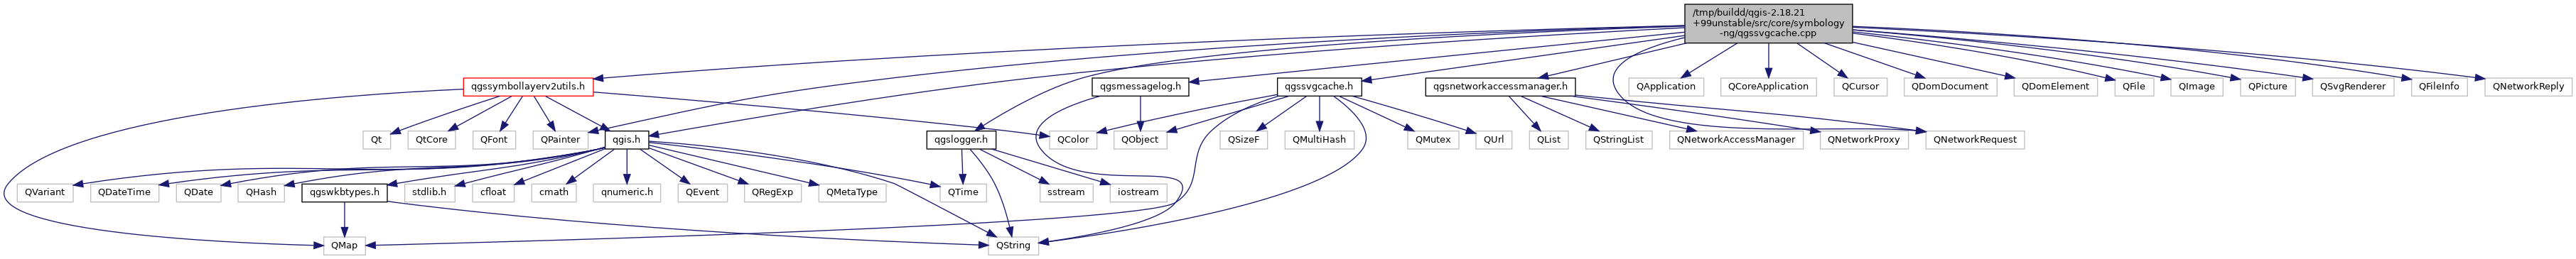 /tmp/buildd/qgis-2.18.21
+99unstable/src/core/symbology
-ng/qgssvgcache.cpp
qgssymbollayerv2utils.h
qgsmessagelog.h
qgssvgcache.h
qgsnetworkaccessmanager.h
QApplication
QCoreApplication
QCursor
QDomDocument
QDomElement
QFile
QImage
QPicture
QSvgRenderer
QFileInfo
QNetworkReply
Qt
QtCore
QFont
QPainter
qgis.h
qgslogger.h
QColor
QObject
QSizeF
QMultiHash
QMutex
QUrl
QList
QStringList
QNetworkAccessManager
QNetworkProxy
QNetworkRequest
QVariant
QDateTime
QDate
QHash
qgswkbtypes.h
stdlib.h
cfloat
cmath
qnumeric.h
QEvent
QRegExp
QMetaType
QTime
sstream
iostream
QMap
QString